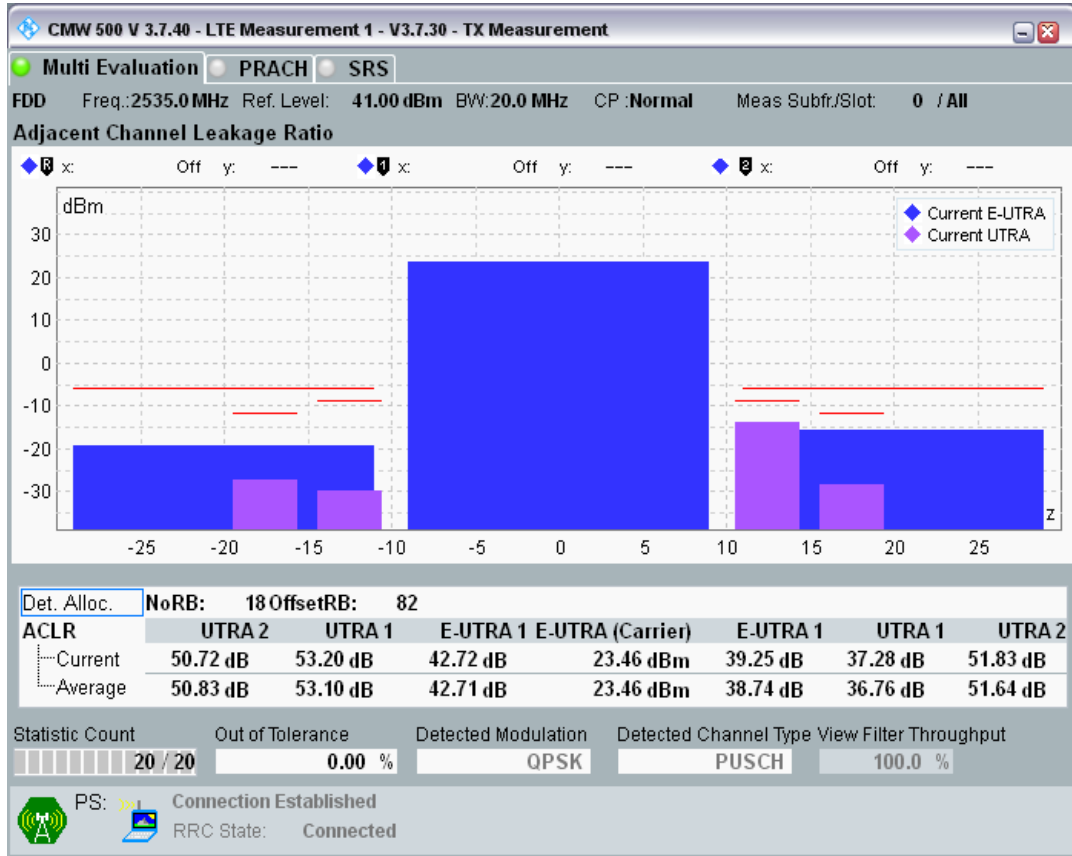 CMW 500 V 3.7.40 - LTE Measurement 1 - V3.7.30 - TX Measurement
Multi Evaluation PRACH SRS
FDD Freq.:2535.0 MHz Ref. Level: 41.00 dBm BW:20.0 MHz CP :Normal Meas Subfr./Slot: 0 / All
Adjacent Channel Leakage Ratio
R x: Off y: --- 1 x: Off y: --- 2 x: Off y: ---
dBm
Current E-UTRA
Current UTRA
30
20
10
0
-10
-20
-30
z
-25 -20 -15 -10 -5 0 5 10 15 20 25
Det. Alloc. NoRB: 18 OffsetRB: 82
ACLR UTRA 2 UTRA 1 E-UTRA 1 E-UTRA (Carrier) E-UTRA 1 UTRA 1 UTRA 2
Current 50.72 dB 53.20 dB 42.72 dB 23.46 dBm 39.25 dB 37.28 dB 51.83 dB
Average 50.83 dB 53.10 dB 42.71 dB 23.46 dBm 38.74 dB 36.76 dB 51.64 dB
Statistic Count Out of Tolerance Detected Modulation Detected Channel Type View Filter Throughput
20 / 20 0.00 % QPSK PUSCH 100.0 %
PS: Connection Established
RRC State: Connected